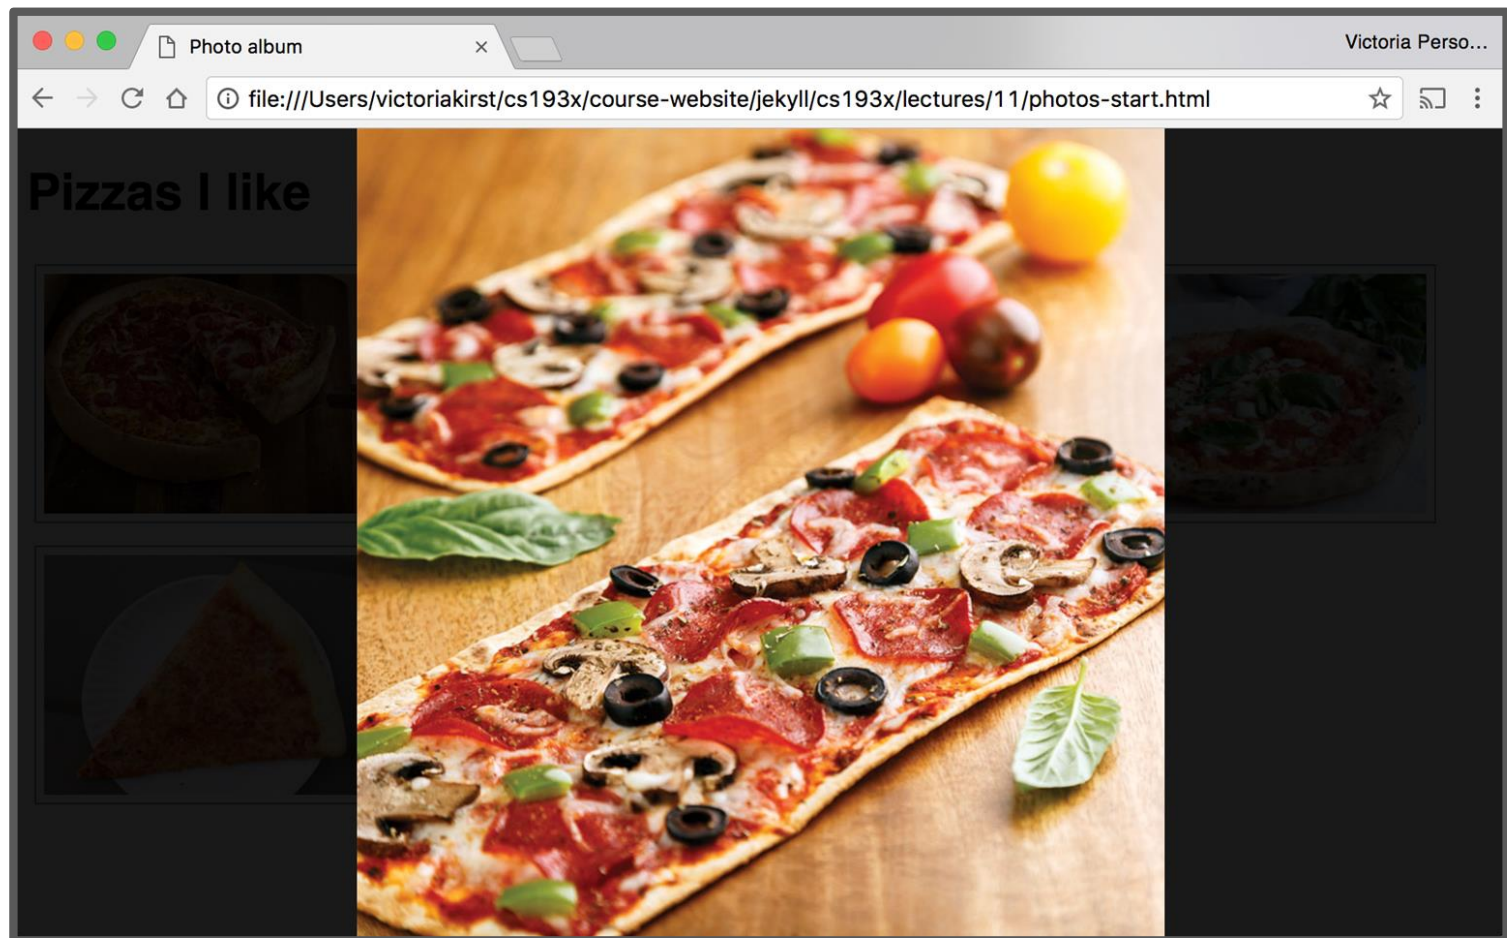 Photo album
Victoria Perso...
file:///Users/victoriakirst/cs193x/course-website/jekyll/cs193x/lectures/11/photos-start.html
Pizzas I like